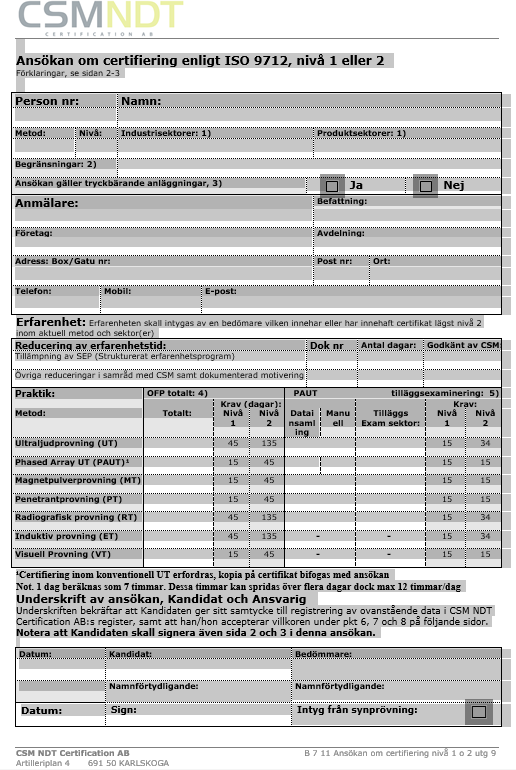 CSMNDT
CERTIFICATION AB
Ansökan om certifiering enligt ISO 9712, nivå 1 eller 2
Förklaringar, se sidan 2-3
Person nr: Namn:
Metod: Nivå: Industrisektorer: 1) Produktsektorer: 1)
Begränsningar: 2)
Ansökan gäller tryckbärande anläggningar, 3) Ja Nej
Anmälare: Befattning:
Företag: Avdelning:
Adress: Box/Gatu nr: Post nr: Ort:
Telefon: Mobil: E-post:
Erfarenhet: Erfarenheten skall intygas av en bedömare vilken innehar eller har innehaft certifikat lägst nivå 2
inom aktuell metod och sektor(er)
Reducering av erfarenhetstid: Dok nr Antal dagar: Godkänt av CSM:
Tillämpning av SEP (Strukturerat erfarenhetsprogram)
Övriga reduceringar i samråd med CSM samt dokumenterad motivering
Praktik: OFP totalt: 4) PAUT tilläggsexaminering: 5)
Krav (dagar): Krav:
Metod: Totalt: Nivå Nivå Datai Manu Tilläggs Nivå Nivå
1 2 nsaml ell Exam sektor: 1 2
ing
Ultraljudprovning (UT) 45 135 15 34
Phased Array UT (PAUT)¹ 15 45 15 15
Magnetpulverprovning (MT) 15 45 15 15
Penetrantprovning (PT) 15 45 15 15
Radiografisk provning (RT) 45 135 15 34
Induktiv provning (ET) 45 135 - - 15 34
Visuell Provning (VT) 15 45 - - 15 15
¹Certifiering inom konventionell UT erfordras, kopia på certifikat bifogas med ansökan
Not. 1 dag beräknas som 7 timmar. Dessa timmar kan spridas över flera dagar dock max 12 timmar/dag
Underskrift av ansökan, Kandidat och Ansvarig
Underskriften bekräftar att Kandidaten ger sitt samtycke till registrering av ovanstående data i CSM NDT
Certification AB:s register, samt att han/hon accepterar villkoren under pkt 6, 7 och 8 på följande sidor.
Notera att Kandidaten skall signera även sida 2 och 3 i denna ansökan.
Datum: Kandidat: Bedömmare:
Namnförtydligande: Namnförtydligande:
Datum: Sign: Intyg från synprövning:
CSM NDT Certification AB B 7 11 Ansökan om certifiering nivå 1 o 2 utg 9
Artilleriplan 4 691 50 KARLSKOGA